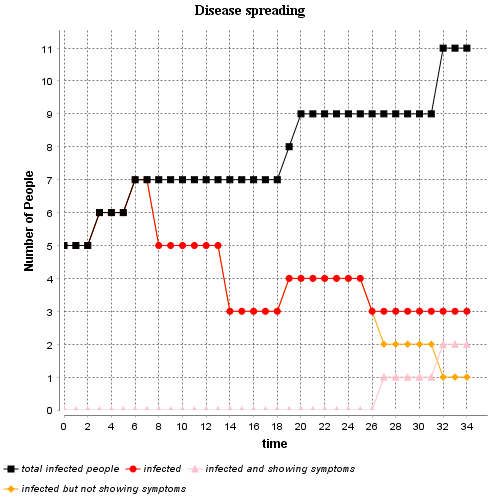 Disease spreading
Number of People
11
10
9
8
7
6
5
4
3
2
1
0
0 2 4 6 8 10 12 14 16 18 20 22 24 26 28 30 32 34
time
total infected people infected infected and showing symptoms
infected but not showing symptoms